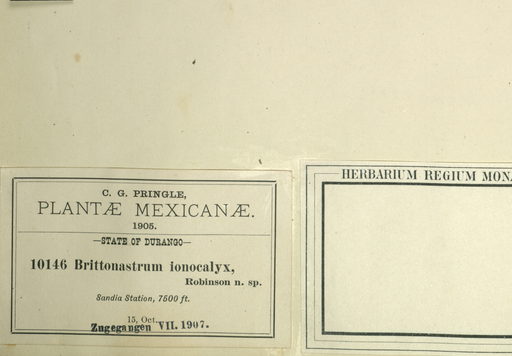 C. G. PRINGLE,
PLANTÆ MEXICANÆ.
1905.
—STATE OF DURANGO—
10146 Brittonastrum ionocalyx,
Robinson n. sp.
Sandia Station, 7500 ft.
15, Oct.
Zugegangen VII. 1907.
HERBARIUM REGIUM MON